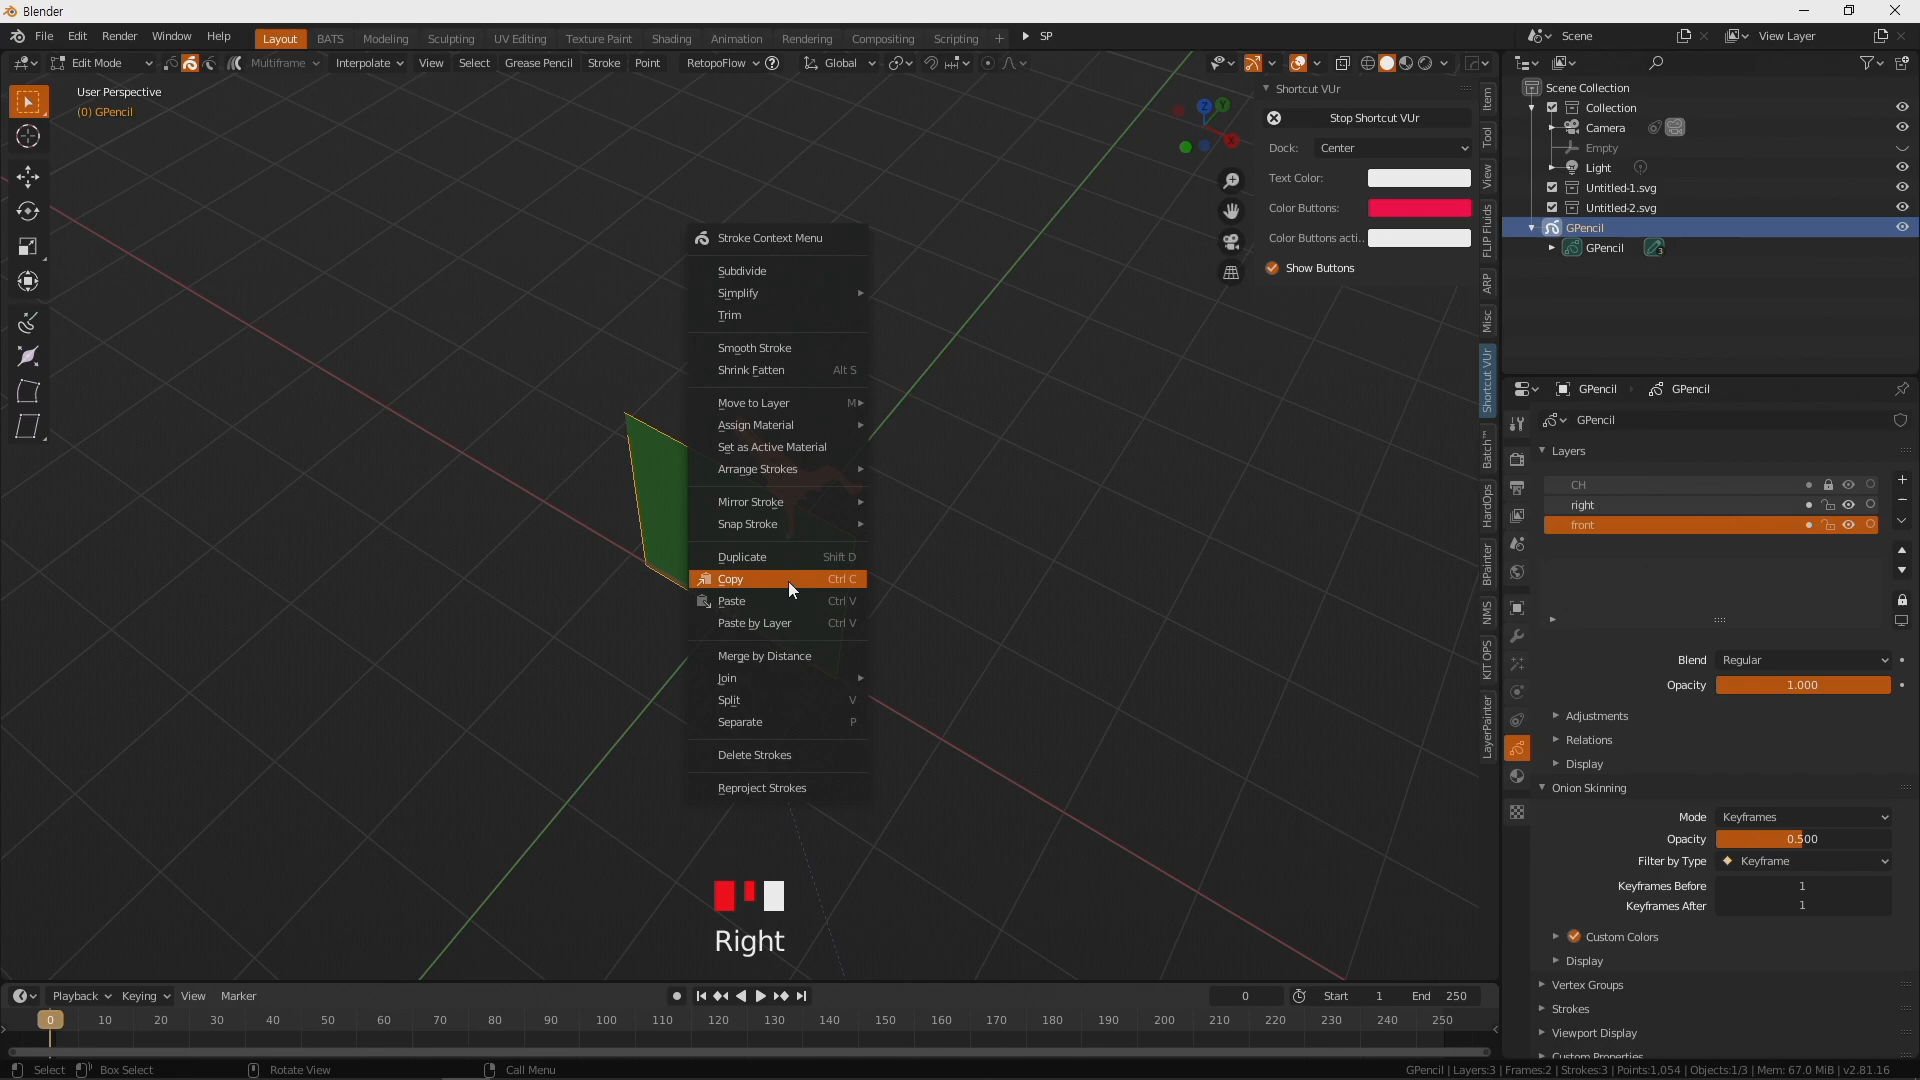 Blender
File Edit Render Window Help Layout BATS Modeling Sculpting UV Editing Texture Paint Shading Animation Rendering Compositing Scripting + SP Scene View Layer
Edit Mode Multiframe Interpolate View Select Grease Pencil Stroke Point RetopoFlow Global
User Perspective
(0) GPencil
Stroke Context Menu
Subdivide
Simplify
Trim
Smooth Stroke
Shrink Fatten Alt S
Move to Layer M
Assign Material
Set as Active Material
Arrange Strokes
Mirror Stroke
Snap Stroke
Duplicate Shift D
Copy Ctrl C
Paste Ctrl V
Paste by Layer Ctrl V
Merge by Distance
Join
Split V
Separate P
Delete Strokes
Reproject Strokes
Right
Z
Y
X
Shortcut VUr
Stop Shortcut VUr
Dock: Center
Text Color:
Color Buttons:
Color Buttons acti..
Show Buttons
Item
Tool
View
FLIP Fluids
ARP
Misc
Shortcut VUr
Batch™
HardOps
BPainter
NMS
KIT OPS
LayerPainter
Scene Collection
Collection
Camera
Empty
Light
Untitled-1.svg
Untitled-2.svg
GPencil
GPencil 3
GPencil GPencil
GPencil
Layers
CH
right
front
Blend Regular
Opacity 1.000
Adjustments
Relations
Display
Onion Skinning
Mode Keyframes
Opacity 0.500
Filter by Type Keyframe
Keyframes Before 1
Keyframes After 1
Custom Colors
Display
Vertex Groups
Strokes
Viewport Display
Custom Properties
Playback Keying View Marker 0 Start 1 End 250
0 10 20 30 40 50 60 70 80 90 100 110 120 130 140 150 160 170 180 190 200 210 220 230 240 250
Select Box Select Rotate View Call Menu GPencil | Layers:3 | Frames:2 | Strokes:3 | Points:1,054 | Objects:1/3 | Mem: 67.0 MiB | v2.81.16